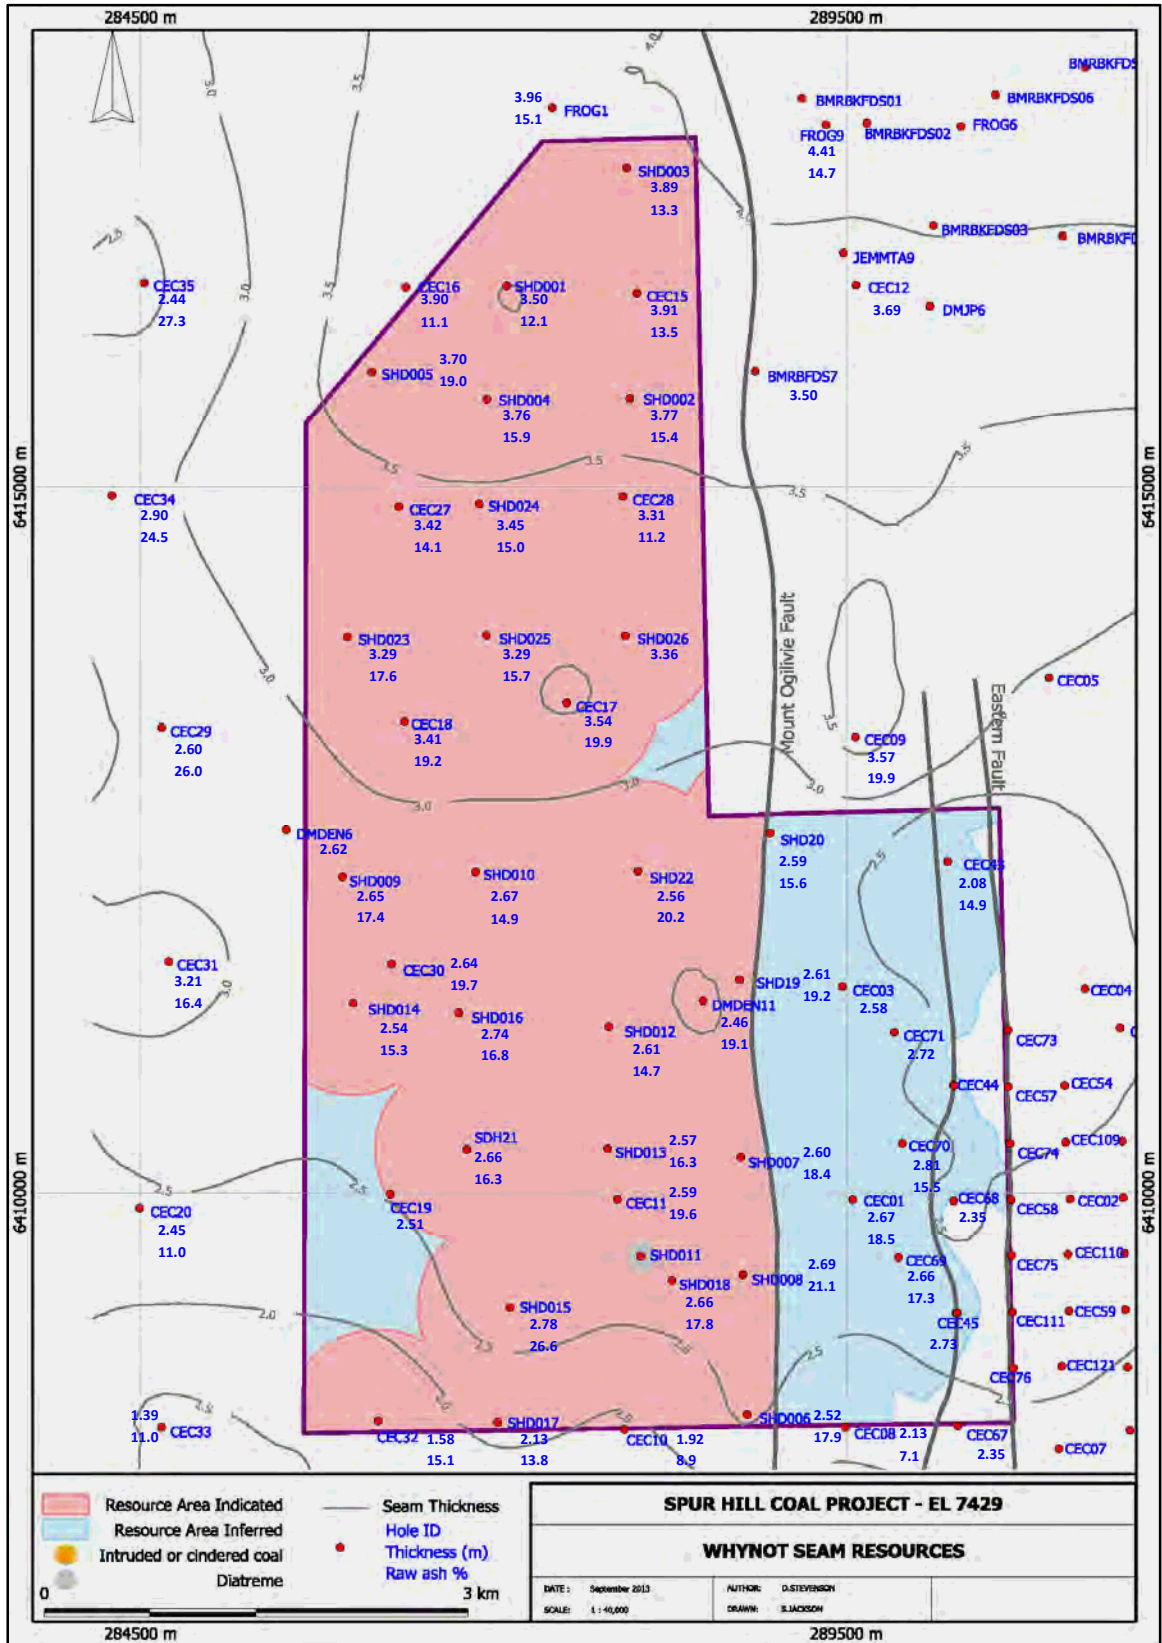 284500 m
289500 m
6415000 m
6415000 m
6410000 m
6410000 m
BMRBKFDS
BMRBKFDS01
BMRBKFDS06
3.96
15.1
FROG1
FROG9
4.41
14.7
BMRBKFDS02
FROG6
SHD003
3.89
13.3
BMRBKFDS03
JEMMTA9
CEC35
2.44
27.3
CEC16
3.90
11.1
SHD001
3.50
12.1
CEC15
3.91
13.5
CEC12
3.69
DMJP6
SHD005
3.70
19.0
SHD004
3.76
15.9
SHD002
3.77
15.4
BMRBFDS7
3.50
CEC34
2.90
24.5
CEC27
3.42
14.1
SHD024
3.45
15.0
CEC28
3.31
11.2
SHD023
3.29
17.6
SHD025
3.29
15.7
SHD026
3.36
CEC05
CEC29
2.60
26.0
CEC18
3.41
19.2
CEC17
3.54
19.9
CEC09
3.57
19.9
Mount Ogilivie Fault
Eastern Fault
DMDEN6
2.62
SHD20
2.59
15.6
CEC43
2.08
14.9
SHD009
2.65
17.4
SHD010
2.67
14.9
SHD22
2.56
20.2
CEC31
3.21
16.4
CEC30
2.64
19.7
SHD19
2.61
19.2
CEC03
2.58
CEC04
SHD014
2.54
15.3
SHD016
2.74
16.8
SHD012
2.61
14.7
DMDEN11
2.46
19.1
CEC71
2.72
CEC73
CEC44
CEC57
CEC54
SDH21
2.66
16.3
SHD013
2.57
16.3
SHD007
2.60
18.4
CEC70
2.81
15.5
CEC74
CEC109
CEC20
2.45
11.0
CEC19
2.51
CEC11
2.59
19.6
CEC01
2.67
18.5
CEC68
2.35
CEC58
CEC02
SHD011
SHD018
2.66
17.8
SHD008
2.69
21.1
CEC69
2.66
17.3
CEC75
CEC110
SHD015
2.78
26.6
CEC45
2.73
CEC111
CEC59
CEC76
CEC121
1.39
11.0
CEC33
CEC32
1.58
15.1
SHD017
2.13
13.8
CEC10
1.92
8.9
SHD006
2.52
17.9
CEC08
2.13
7.1
CEC67
2.35
CEC07
Resource Area Indicated
Resource Area Inferred
Intruded or cindered coal
Diatreme
Seam Thickness
Hole ID
Thickness (m)
Raw ash %
0
3 km
SPUR HILL COAL PROJECT - EL 7429
WHYNOT SEAM RESOURCES
DATE : September 2013
AUTHOR: D.STEVENSON
SCALE: 1 : 40,000
DRAWN: S.JACKSON
284500 m
289500 m